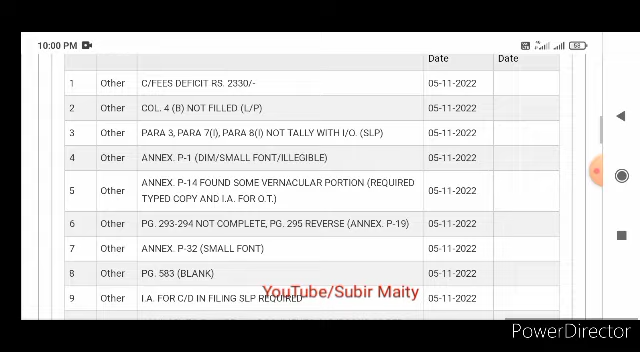 10:00 PM
58
Date Date
1 Other C/FEES DEFICIT RS. 2330/- 05-11-2022
2 Other COL. 4 (B) NOT FILLED (L/P) 05-11-2022
3 Other PARA 3, PARA 7(I), PARA 8(I) NOT TALLY WITH I/O. (SLP) 05-11-2022
4 Other ANNEX. P-1 (DIM/SMALL FONT/ILLEGIBLE) 05-11-2022
5 Other ANNEX. P-14 FOUND SOME VERNACULAR PORTION (REQUIRED 05-11-2022
TYPED COPY AND I.A. FOR O.T.)
6 Other PG. 293-294 NOT COMPLETE, PG. 295 REVERSE (ANNEX. P-19) 05-11-2022
7 Other ANNEX. P-32 (SMALL FONT) 05-11-2022
8 Other PG. 583 (BLANK) 05-11-2022
YouTube/Subir Maity
9 Other I.A. FOR C/D IN FILING SLP REQUIRED 05-11-2022
PowerDirector